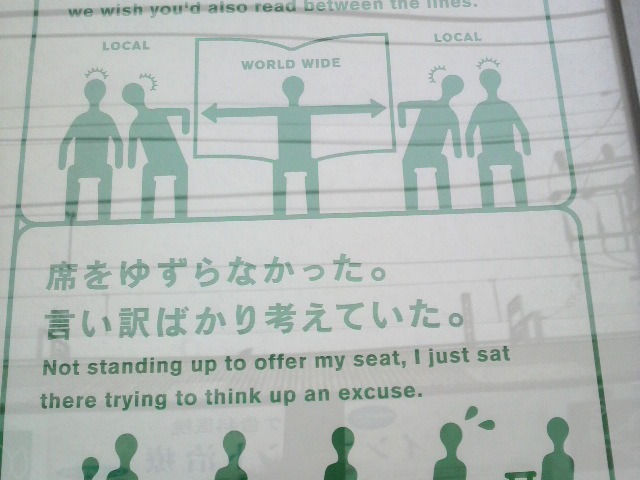 we wish you'd also read between the lines.
LOCAL
WORLD WIDE
LOCAL
席をゆずらなかった。
言い訳ばかり考えていた。
Not standing up to offer my seat, I just sat
there trying to think up an excuse.